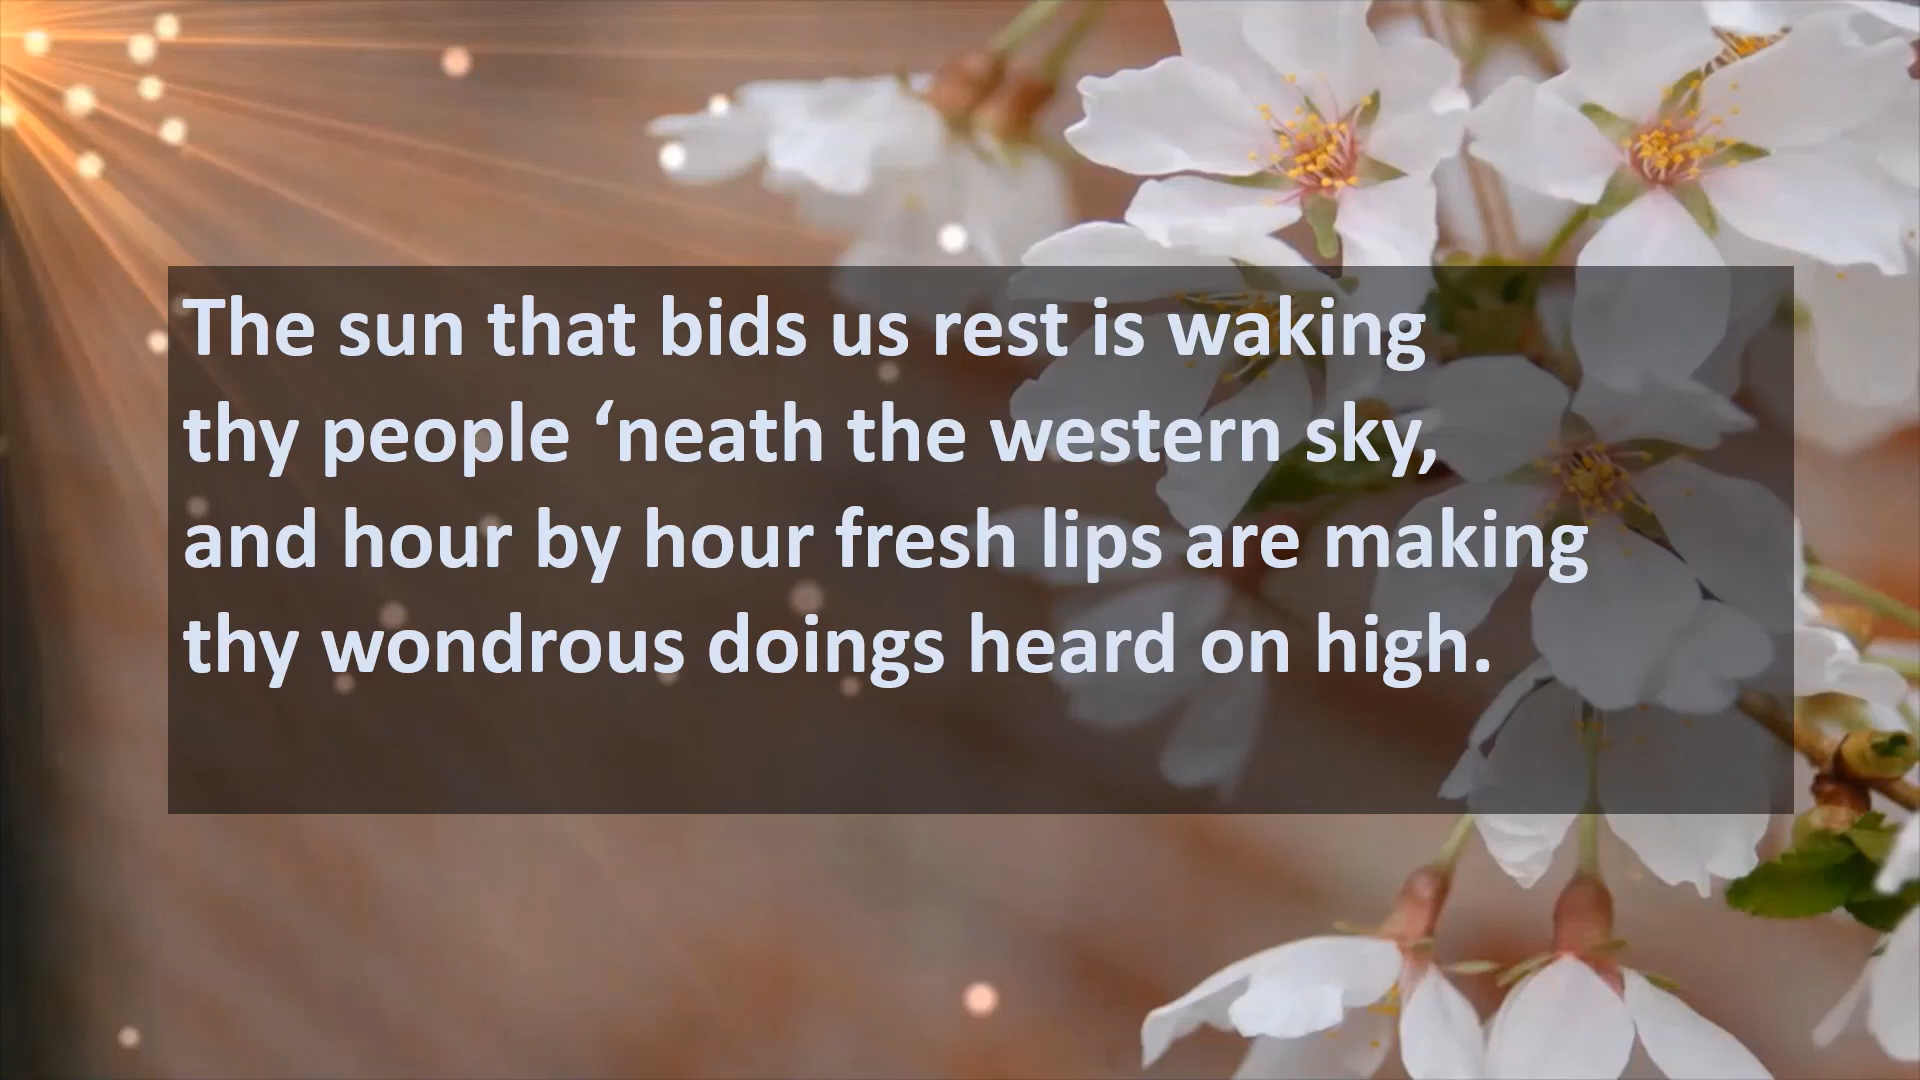 The sun that bids us rest is waking
thy people ‘neath the western sky,
and hour by hour fresh lips are making
thy wondrous doings heard on high.